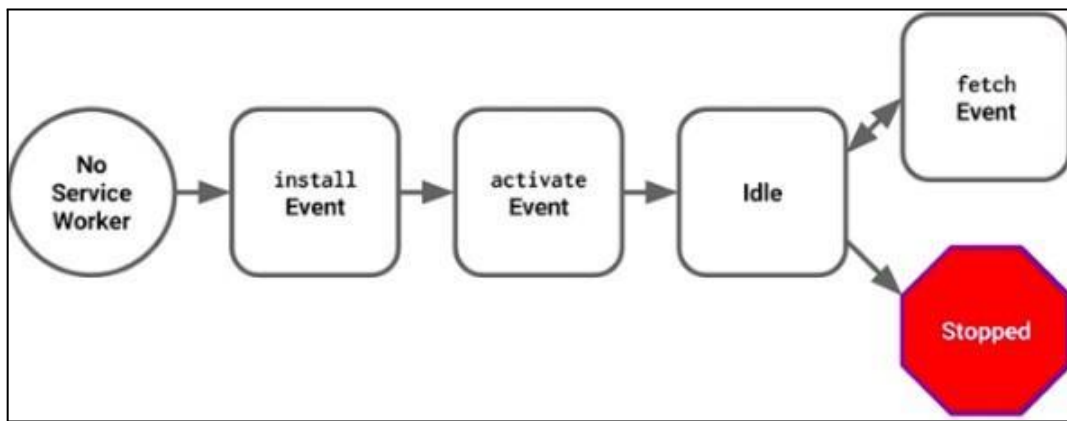 No
Service
Worker
install
Event
activate
Event
Idle
fetch
Event
Stopped